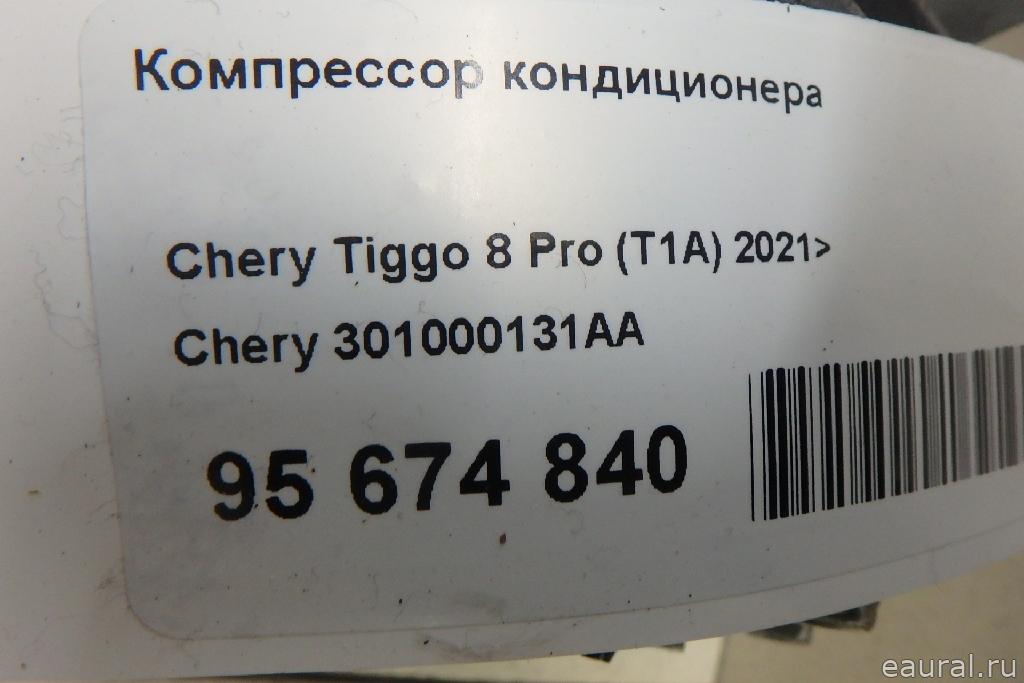 Компрессор кондиционера
Chery Tiggo 8 Pro (T1A) 2021>
Chery 301000131AA
95 674 840
eaural.ru